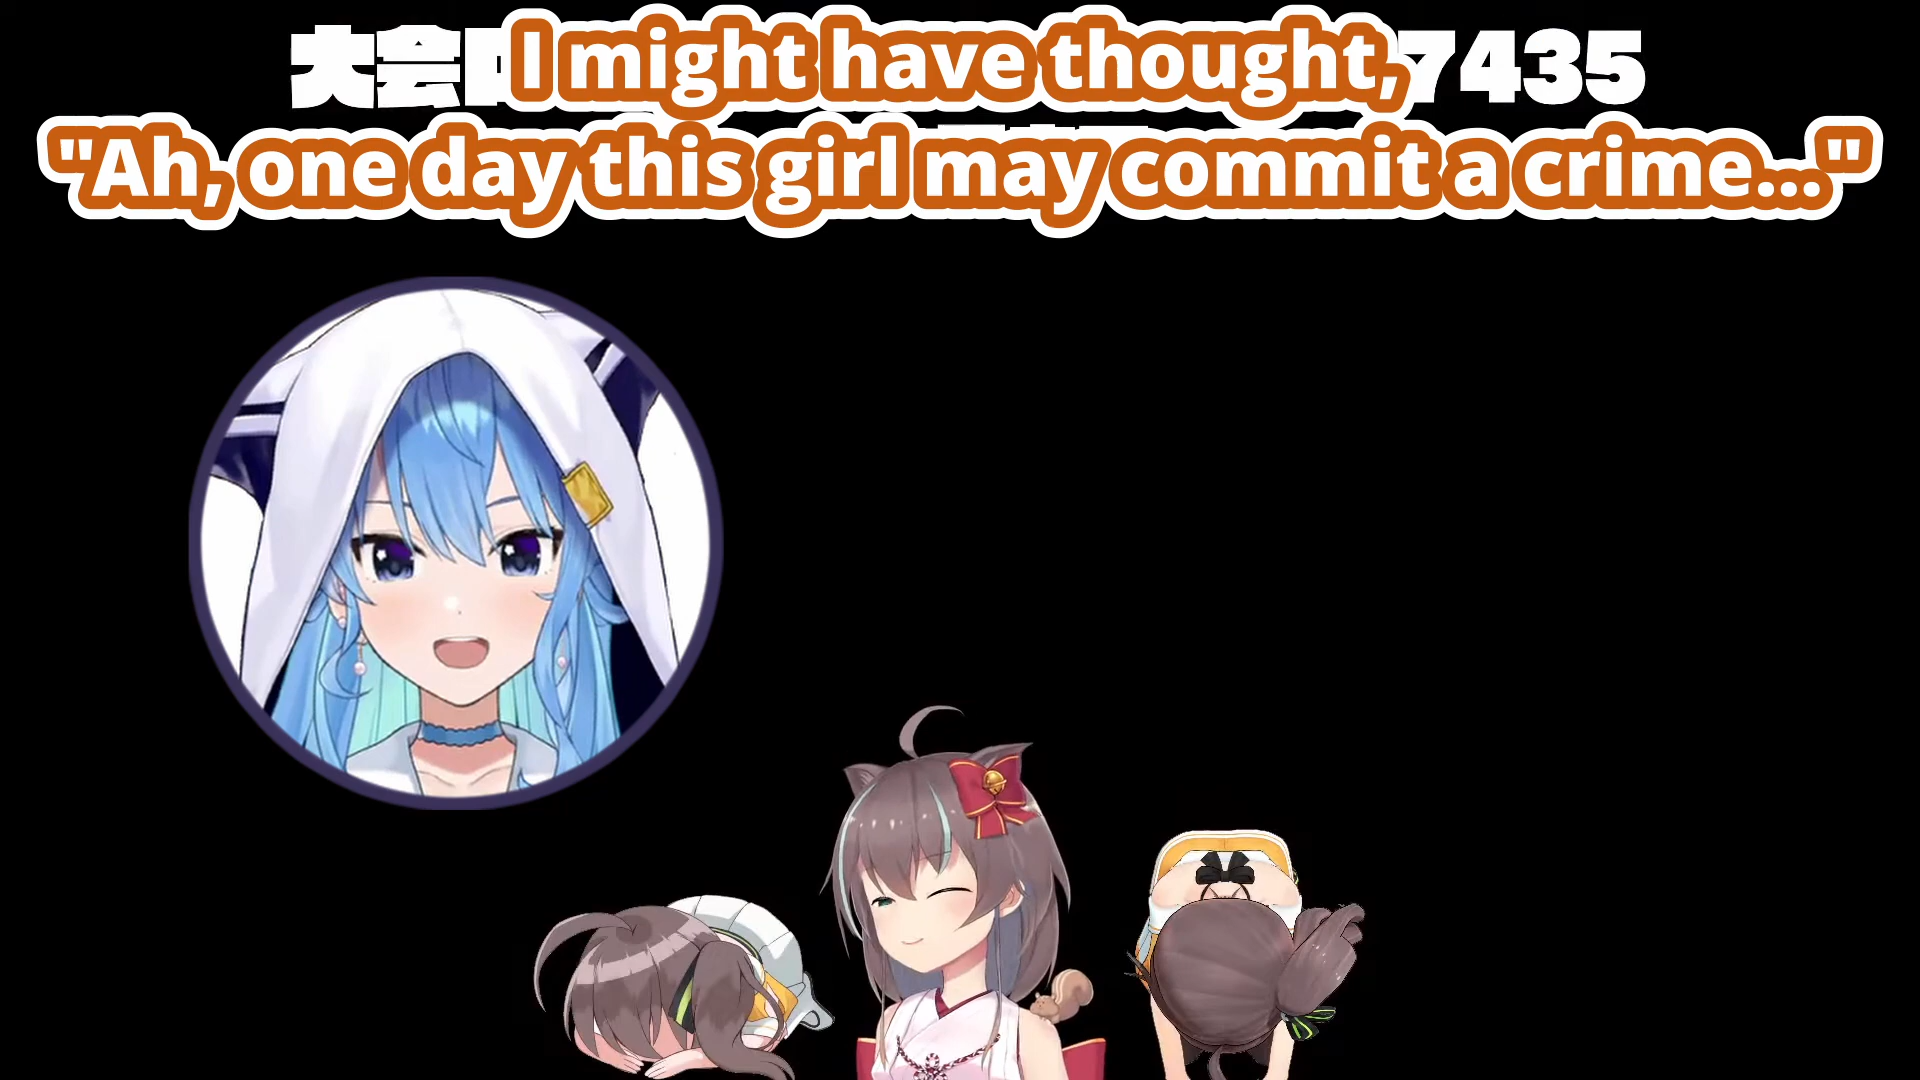 大会
I might have thought,
7435
"Ah, one day this girl may commit a crime..."